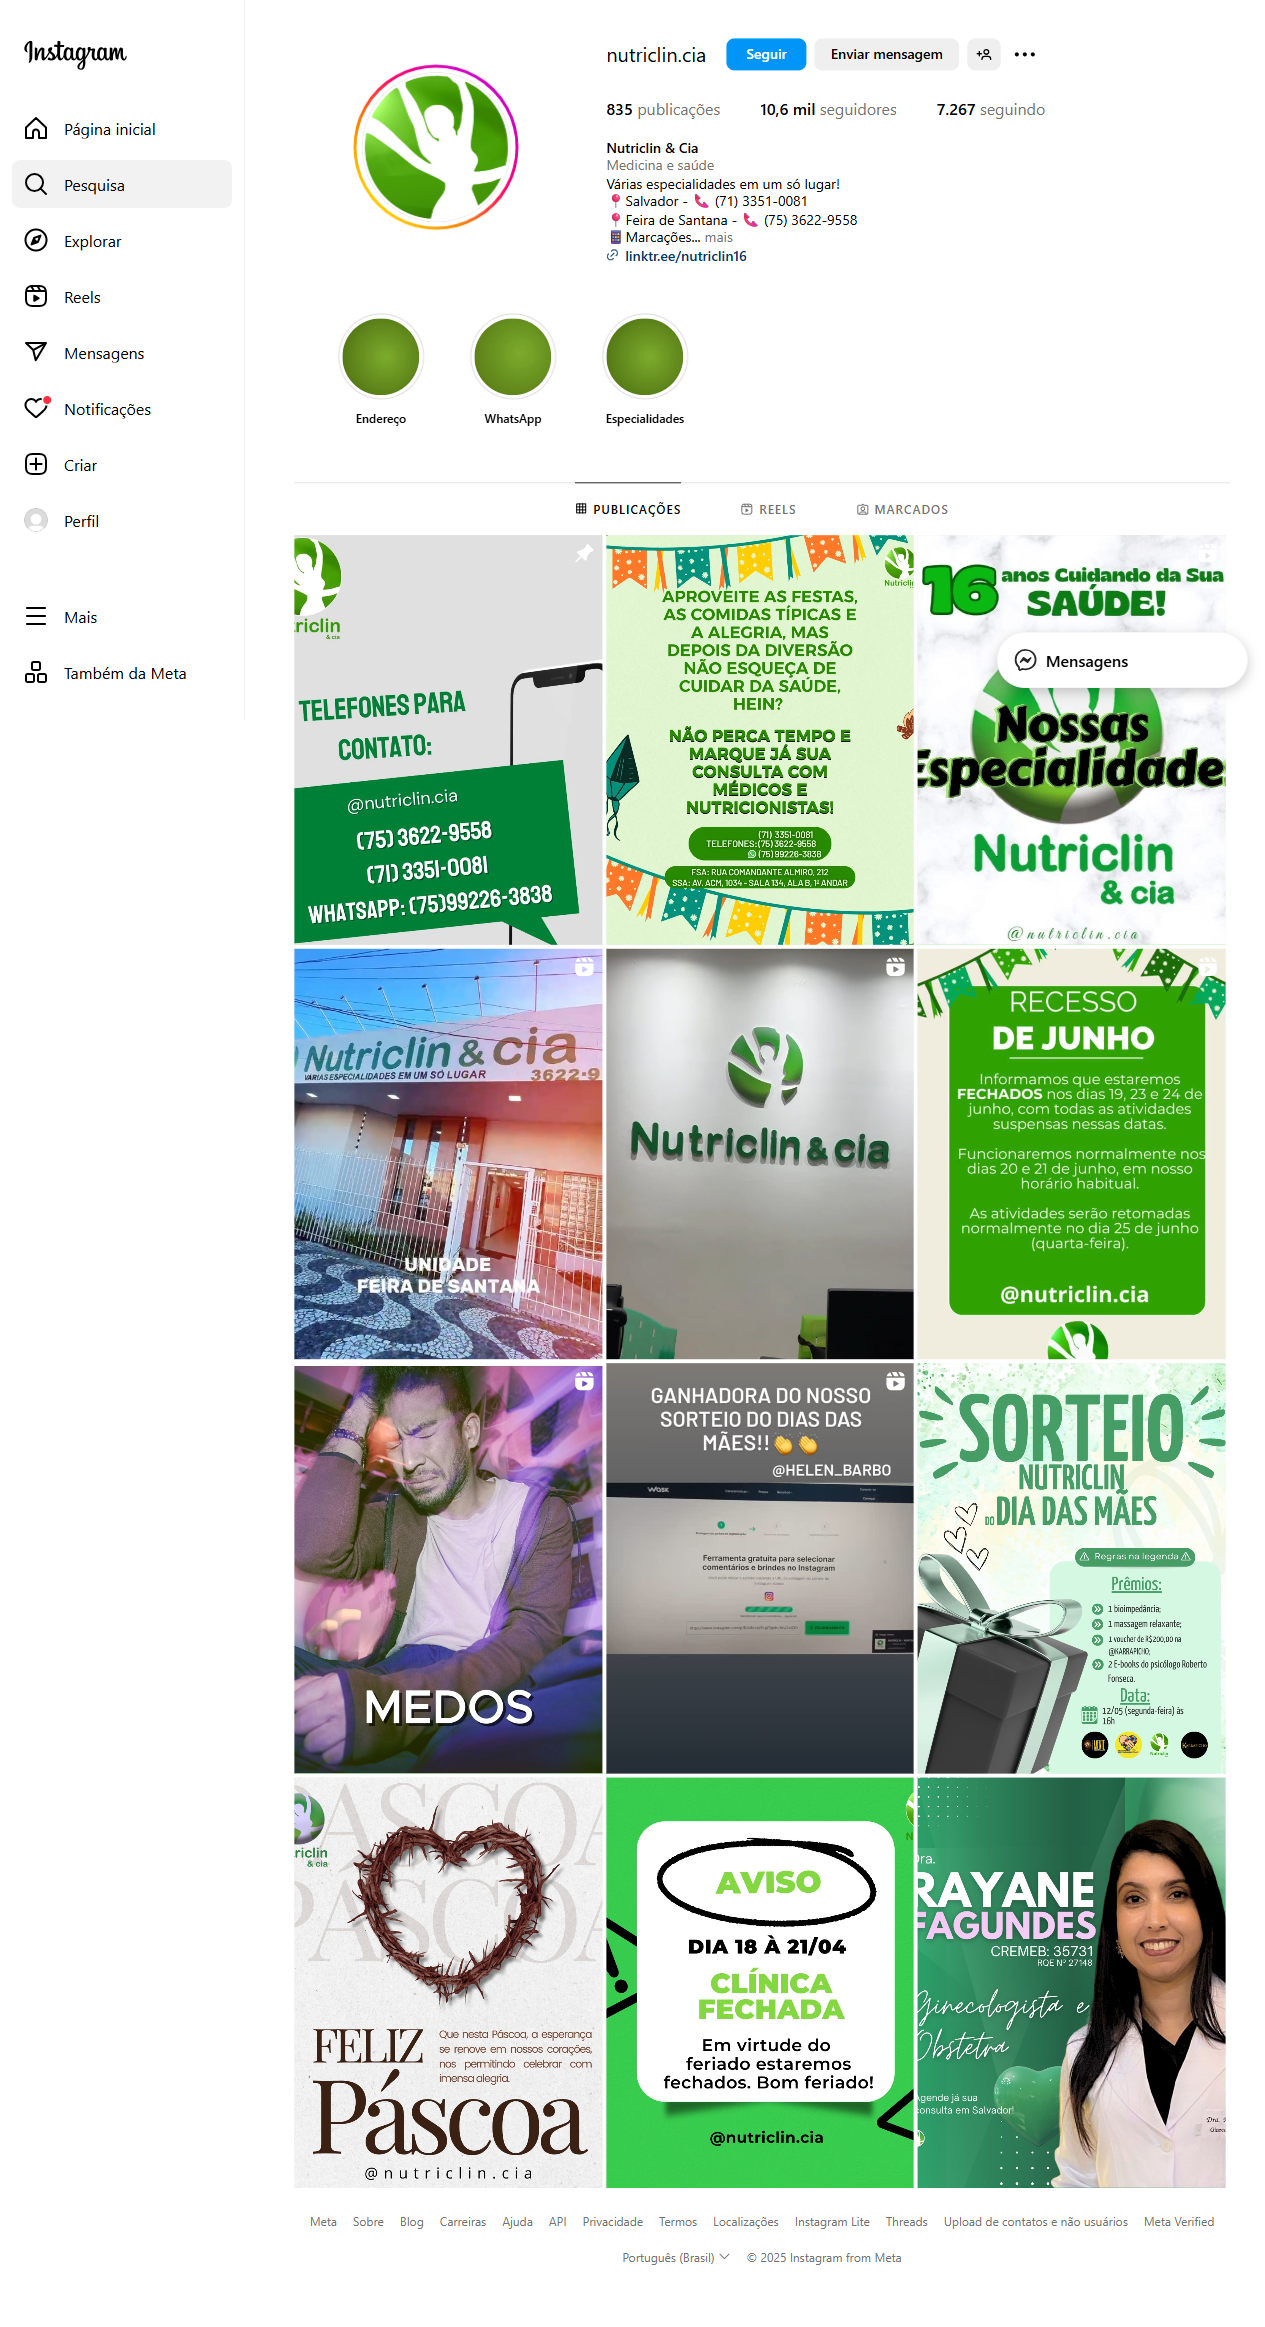 Instagram
Página inicial
Pesquisa
Explorar
Reels
Mensagens
Notificações
Criar
Perfil
Mais
Também da Meta
nutriclin.cia
Seguir
Enviar mensagem
835 publicações
10,6 mil seguidores
7.267 seguindo
Nutriclin & Cia
Medicina e saúde
Várias especialidades em um só lugar!
📍Salvador - 📞 (71) 3351-0081
📍Feira de Santana - 📞 (75) 3622-9558
Marcações... mais
linktr.ee/nutriclin16
Endereço
WhatsApp
Especialidades
PUBLICAÇÕES
REELS
MARCADOS
riclin
& cia
TELEFONES PARA
CONTATO:
@nutriclin.cia
(75) 3622-9558
(71) 3351-0081
WHATSAPP: (75)99226-3838
Nutriclin
APROVEITE AS FESTAS,
AS COMIDAS TÍPICAS E
A ALEGRIA, MAS
DEPOIS DA DIVERSÃO
NÃO ESQUEÇA DE
CUIDAR DA SAÚDE,
HEIN?
NÃO PERCA TEMPO E
MARQUE JÁ SUA
CONSULTA COM
MÉDICOS E
NUTRICIONISTAS!
(71) 3351-0081
TELEFONES:(75)3622-9558
(75)99226-3838
FSA: RUA COMANDANTE ALMIRO, 212
SSA: AV. ACM, 1034 - SALA 134, ALA B, 1º ANDAR
16 anos Cuidando da Sua
SAÚDE!
Mensagens
Nossas
Especialidade
Nutriclin
& cia
@nutriclin.cia
Nutriclin & cia
VÁRIAS ESPECIALIDADES EM UM SÓ LUGAR
3622-9
UNIDADE
FEIRA DE SANTANA
Nutriclin & cia
RECESSO
DE JUNHO
Informamos que estaremos
FECHADOS nos dias 19, 23 e 24 de
junho, com todas as atividades
suspensas nessas datas.
Funcionaremos normalmente nos
dias 20 e 21 de junho, em nosso
horário habitual.
As atividades serão retomadas
normalmente no dia 25 de junho
(quarta-feira).
@nutriclin.cia
MEDOS
GANHADORA DO NOSSO
SORTEIO DO DIAS DAS
MÃES!!👏👏
@HELEN_BARBO
Wask
Ferramenta gratuita para selecionar
comentários e brindes no Instagram
SORTEIO
NUTRICLIN
DO DIA DAS MÃES
Regras na legenda
Prêmios:
1 bioimpedância;
1 massagem relaxante;
1 voucher de R$200,00 na
@KARRAPICHO;
2 E-books do psicólogo Roberto
Fonseca.
Data:
12/05 (segunda-feira) às
16h
PASCOA
PASCOA
riclin
& cia
FELIZ
Que nesta Páscoa, a esperança
se renove em nossos corações,
nos permitindo celebrar com
imensa alegria.
Páscoa
@nutriclin.cia
AVISO
DIA 18 À 21/04
CLÍNICA
FECHADA
Em virtude do
feriado estaremos
fechados. Bom feriado!
@nutriclin.cia
Dra.
RAYANE
FAGUNDES
CREMEB: 35731
RQE Nº 27148
Ginecologista e
Obstetra
Agende já sua
consulta em Salvador!
Meta
Sobre
Blog
Carreiras
Ajuda
API
Privacidade
Termos
Localizações
Instagram Lite
Threads
Upload de contatos e não usuários
Meta Verified
Português (Brasil)
© 2025 Instagram from Meta